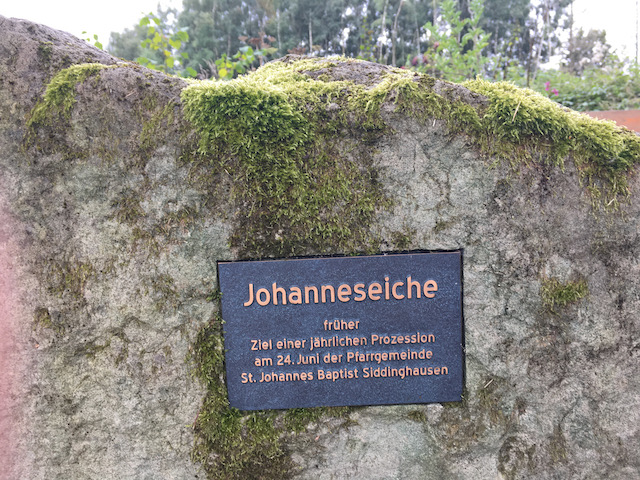 Johanneseiche
früher
Ziel einer jährlichen Prozession
am 24. Juni der Pfarrgemeinde
St. Johannes Baptist Siddinghausen